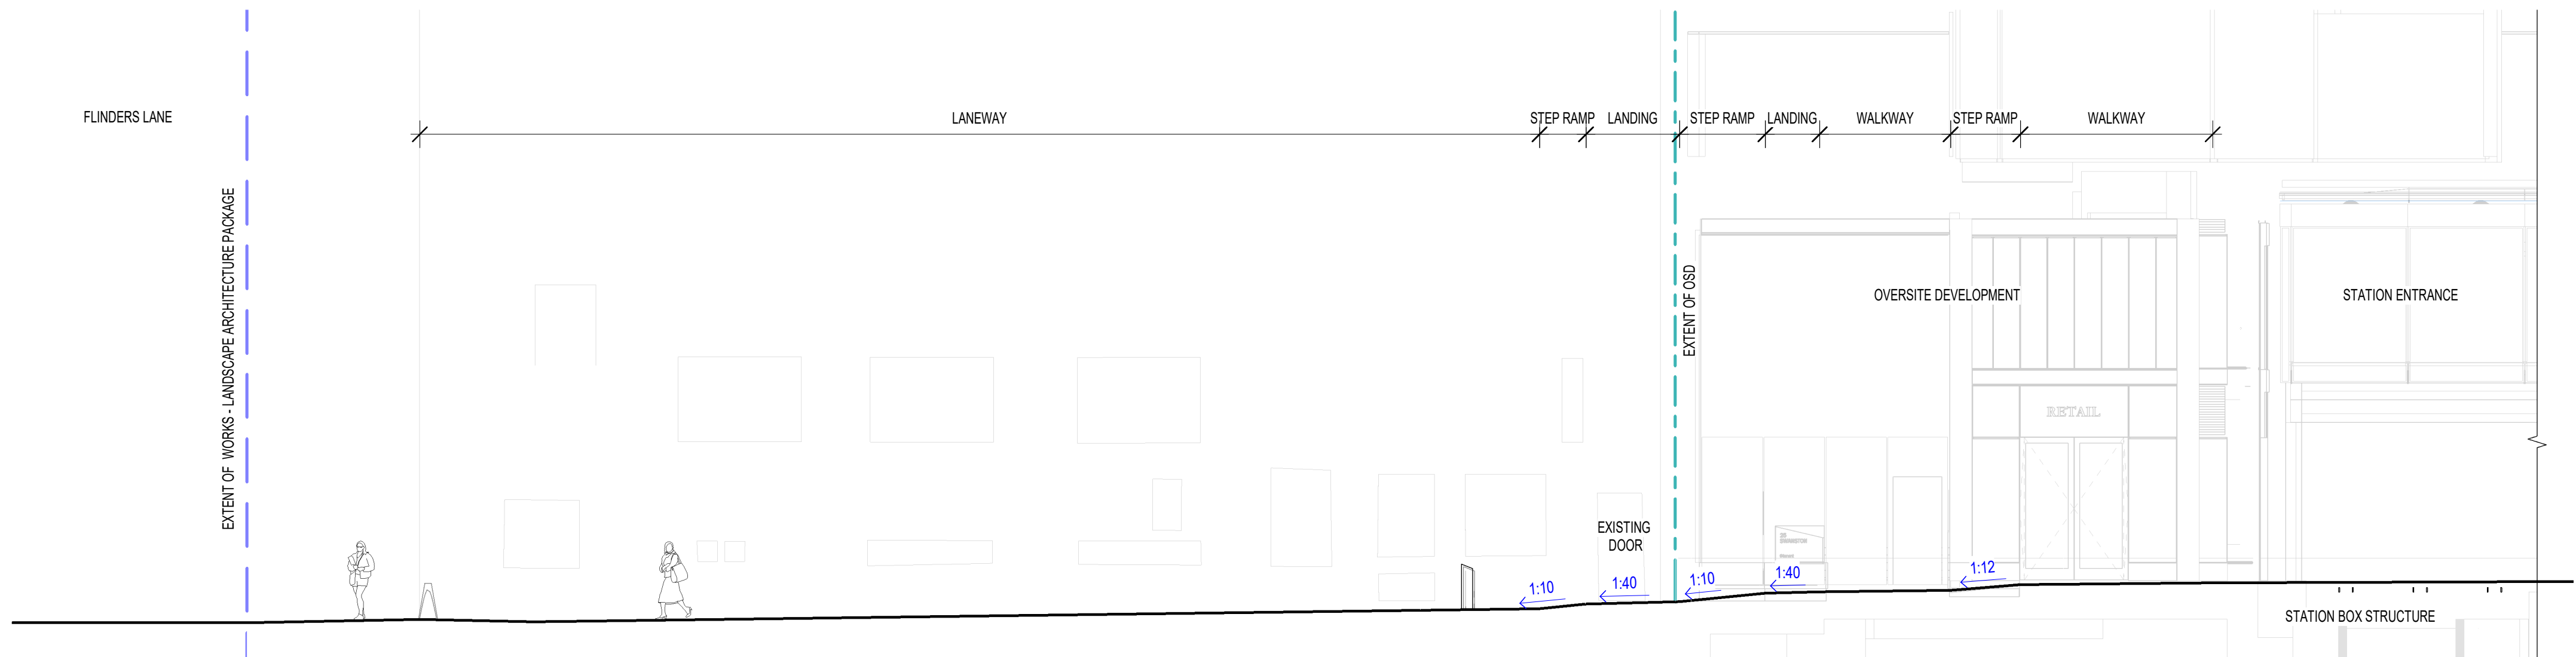 FLINDERS LANE
LANEWAY
STEP RAMP
LANDING
STEP RAMP
LANDING
WALKWAY
STEP RAMP
WALKWAY
EXTENT OF WORKS - LANDSCAPE ARCHITECTURE PACKAGE
EXTENT OF OSD
OVERSITE DEVELOPMENT
STATION ENTRANCE
RETAIL
EXISTING
DOOR
1:10
1:40
1:10
1:40
1:12
STATION BOX STRUCTURE